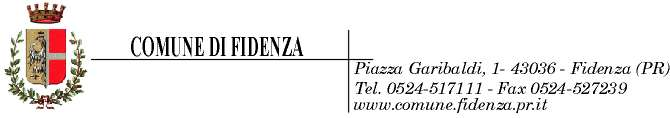 COMUNE DI FIDENZA
Piazza Garibaldi, 1- 43036 - Fidenza (PR)
Tel. 0524-517111 - Fax 0524-527239
www.comune.fidenza.pr.it